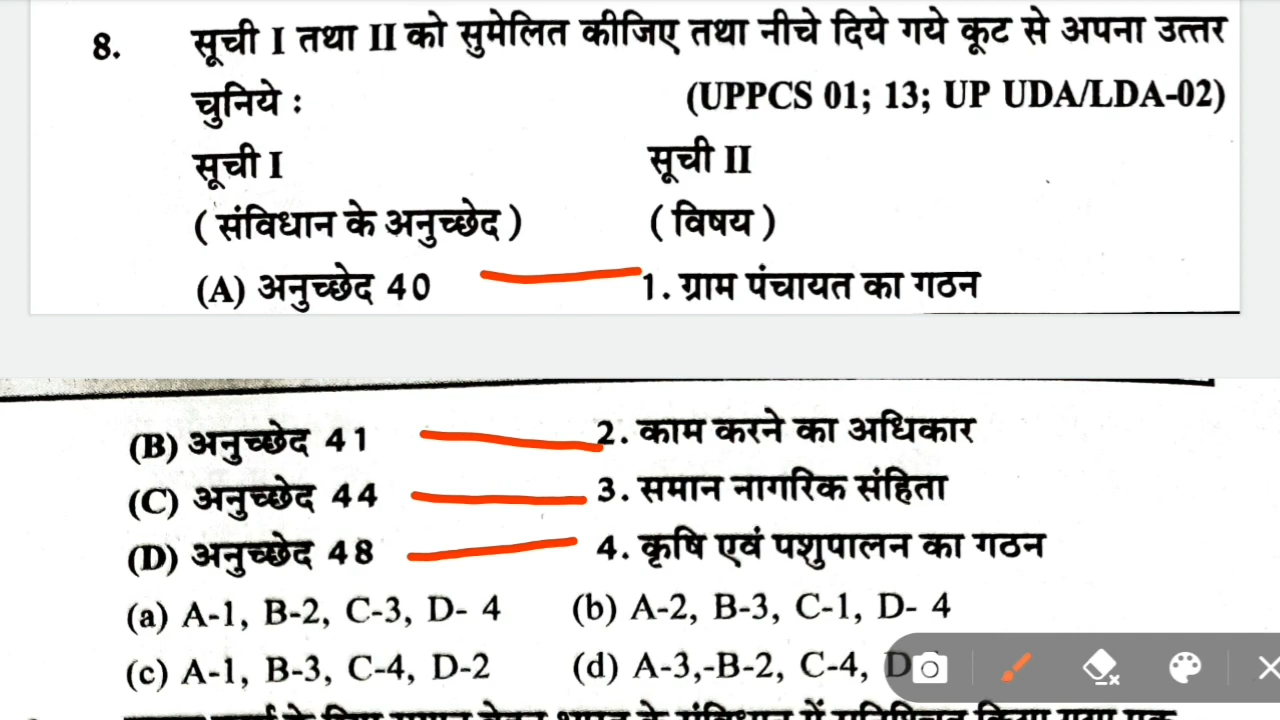 8. सूची I तथा II को सुमेलित कीजिए तथा नीचे दिये गये कूट से अपना उत्तर
चुनिये : (UPPCS 01; 13; UP UDA/LDA-02)
सूची I सूची II
(संविधान के अनुच्छेद) (विषय)
(A) अनुच्छेद 40 1. ग्राम पंचायत का गठन
(B) अनुच्छेद 41 2. काम करने का अधिकार
(C) अनुच्छेद 44 3. समान नागरिक संहिता
(D) अनुच्छेद 48 4. कृषि एवं पशुपालन का गठन
(a) A-1, B-2, C-3, D- 4 (b) A-2, B-3, C-1, D- 4
(c) A-1, B-3, C-4, D-2 (d) A-3,-B-2, C-4,